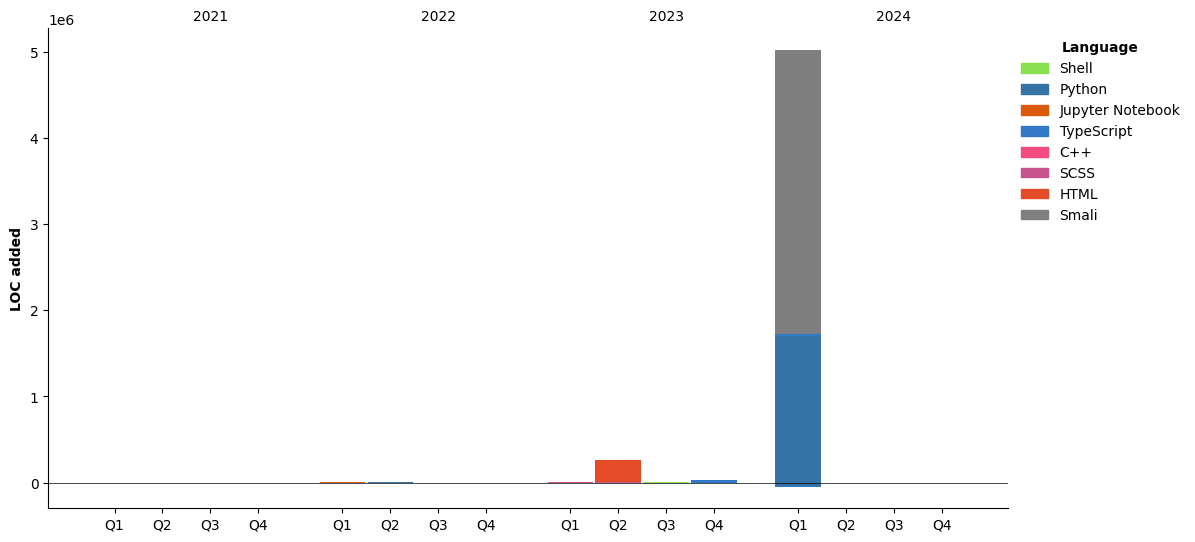 2021 2022 2023 2024
1e6
Language
Shell
Python
Jupyter Notebook
TypeScript
C++
SCSS
HTML
Smali
LOC added
5
4
3
2
1
0
Q1 Q2 Q3 Q4 Q1 Q2 Q3 Q4 Q1 Q2 Q3 Q4 Q1 Q2 Q3 Q4